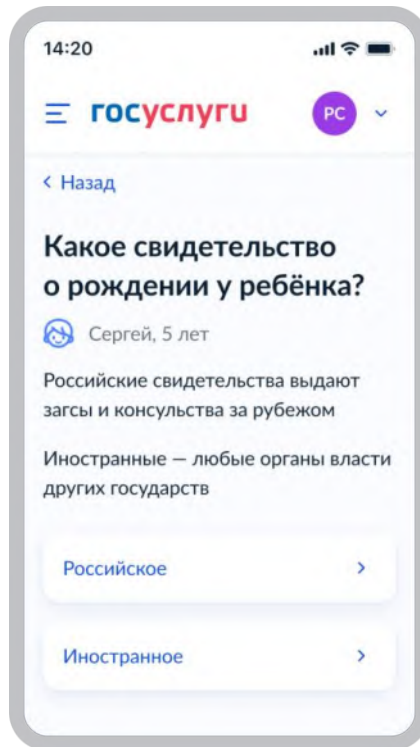 14:20
госуслуги
РС
Назад
Какое свидетельство
о рождении у ребёнка?
Сергей, 5 лет
Российские свидетельства выдают
загсы и консульства за рубежом
Иностранные — любые органы власти
других государств
Российское
Иностранное